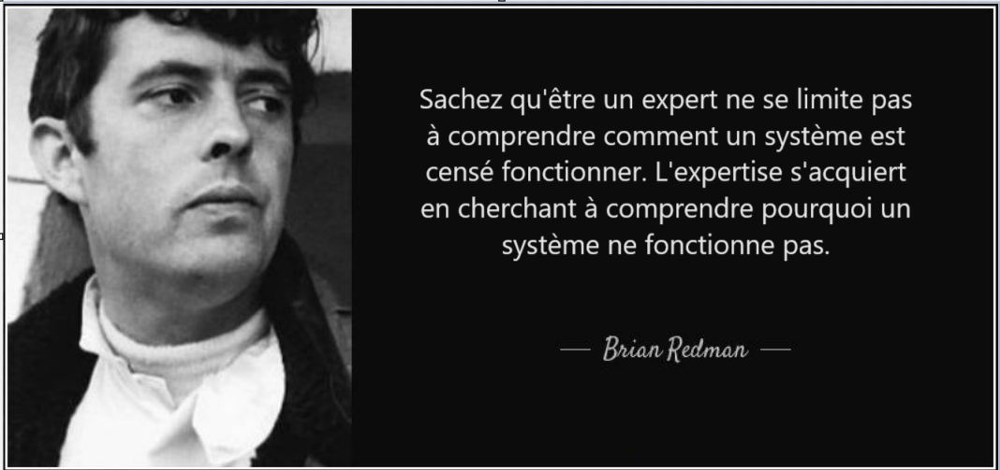 Sachez qu'être un expert ne se limite pas
à comprendre comment un système est
censé fonctionner. L'expertise s'acquiert
en cherchant à comprendre pourquoi un
système ne fonctionne pas.
Brian Redman